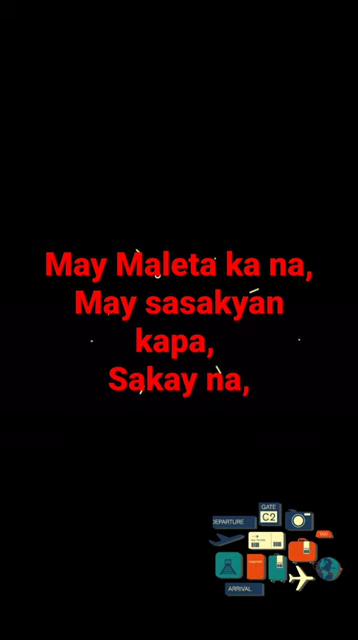 May Maleta ka na,
May sasakyan
kapa,
Sakay na,
GATE
C2
DEPARTURE
ARRIVAL